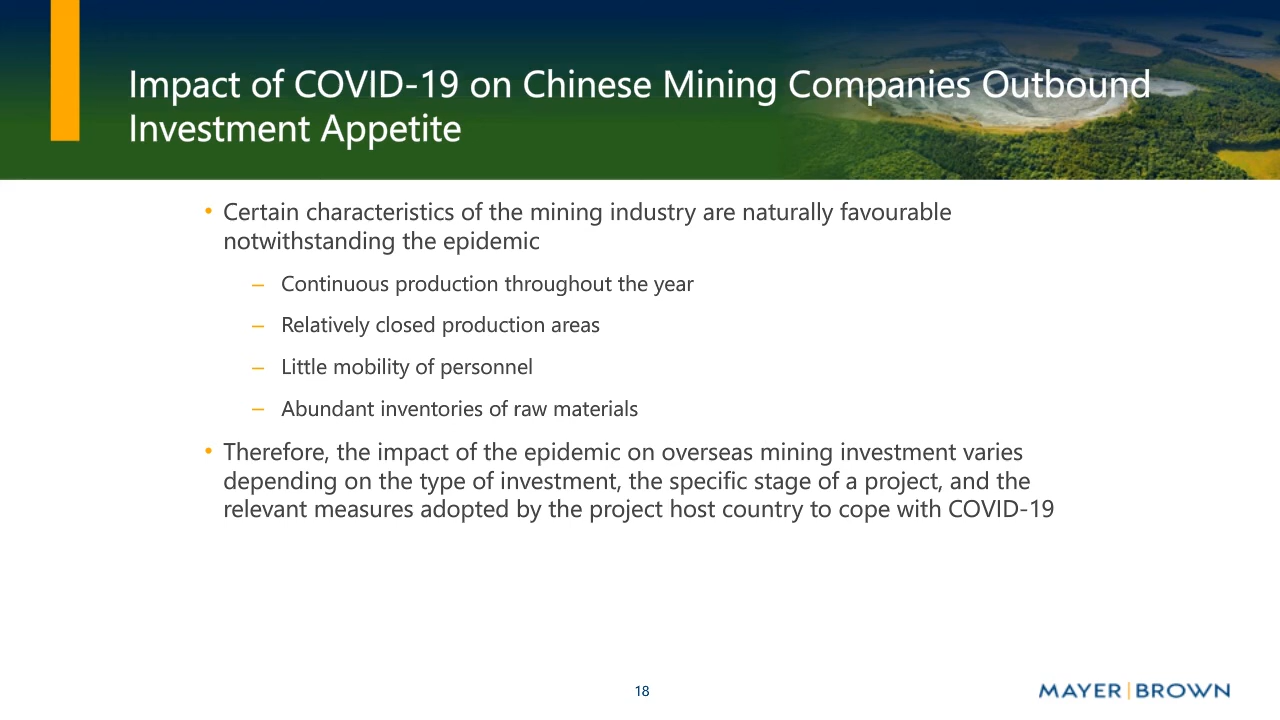 Impact of COVID-19 on Chinese Mining Companies Outbound
Investment Appetite
• Certain characteristics of the mining industry are naturally favourable
notwithstanding the epidemic
– Continuous production throughout the year
– Relatively closed production areas
– Little mobility of personnel
– Abundant inventories of raw materials
• Therefore, the impact of the epidemic on overseas mining investment varies
depending on the type of investment, the specific stage of a project, and the
relevant measures adopted by the project host country to cope with COVID-19
18
MAYER | BROWN